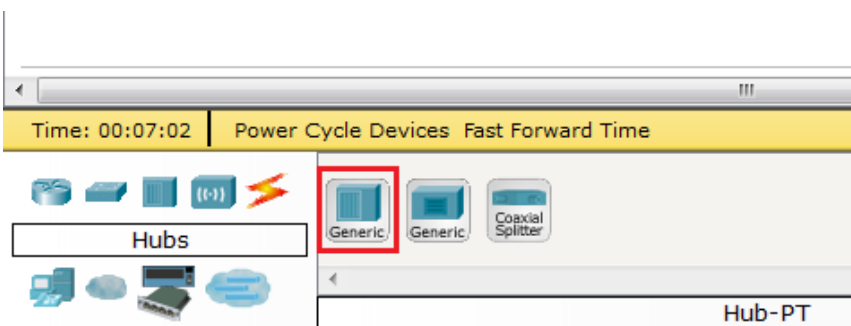 Time: 00:07:02 Power Cycle Devices Fast Forward Time
Hubs
Generic
Generic
Coaxial
Splitter
Hub-PT